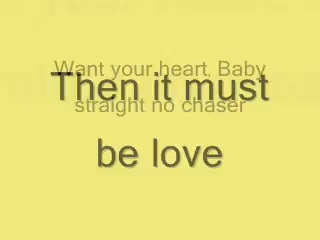 Want your heart, Baby
Then it must
straight no chaser
be love